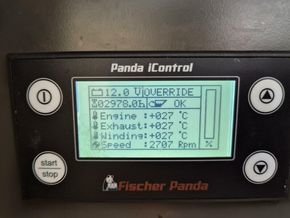 Panda iControl
12.0 V OVERRIDE
02978.0h OK
Engine :+027 °C
Exhaust:+027 °C
Winding:+027 °C
Speed : 2707 Rpm
%
start
stop
Fischer Panda